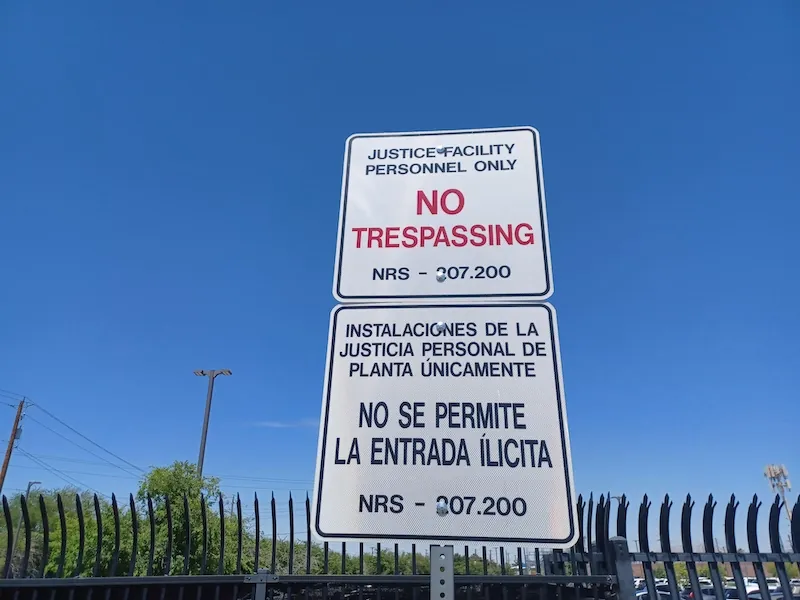 JUSTICE FACILITY
PERSONNEL ONLY
NO
TRESPASSING
NRS - 207.200
INSTALACIONES DE LA
JUSTICIA PERSONAL DE
PLANTA ÚNICAMENTE
NO SE PERMITE
LA ENTRADA ÍLICITA
NRS - 207.200